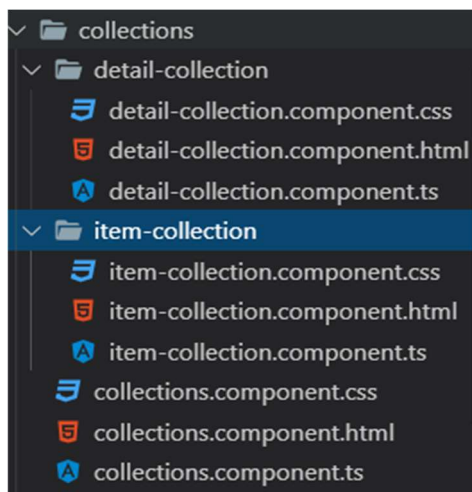 collections
detail-collection
detail-collection.component.css
detail-collection.component.html
detail-collection.component.ts
item-collection
item-collection.component.css
item-collection.component.html
item-collection.component.ts
collections.component.css
collections.component.html
collections.component.ts